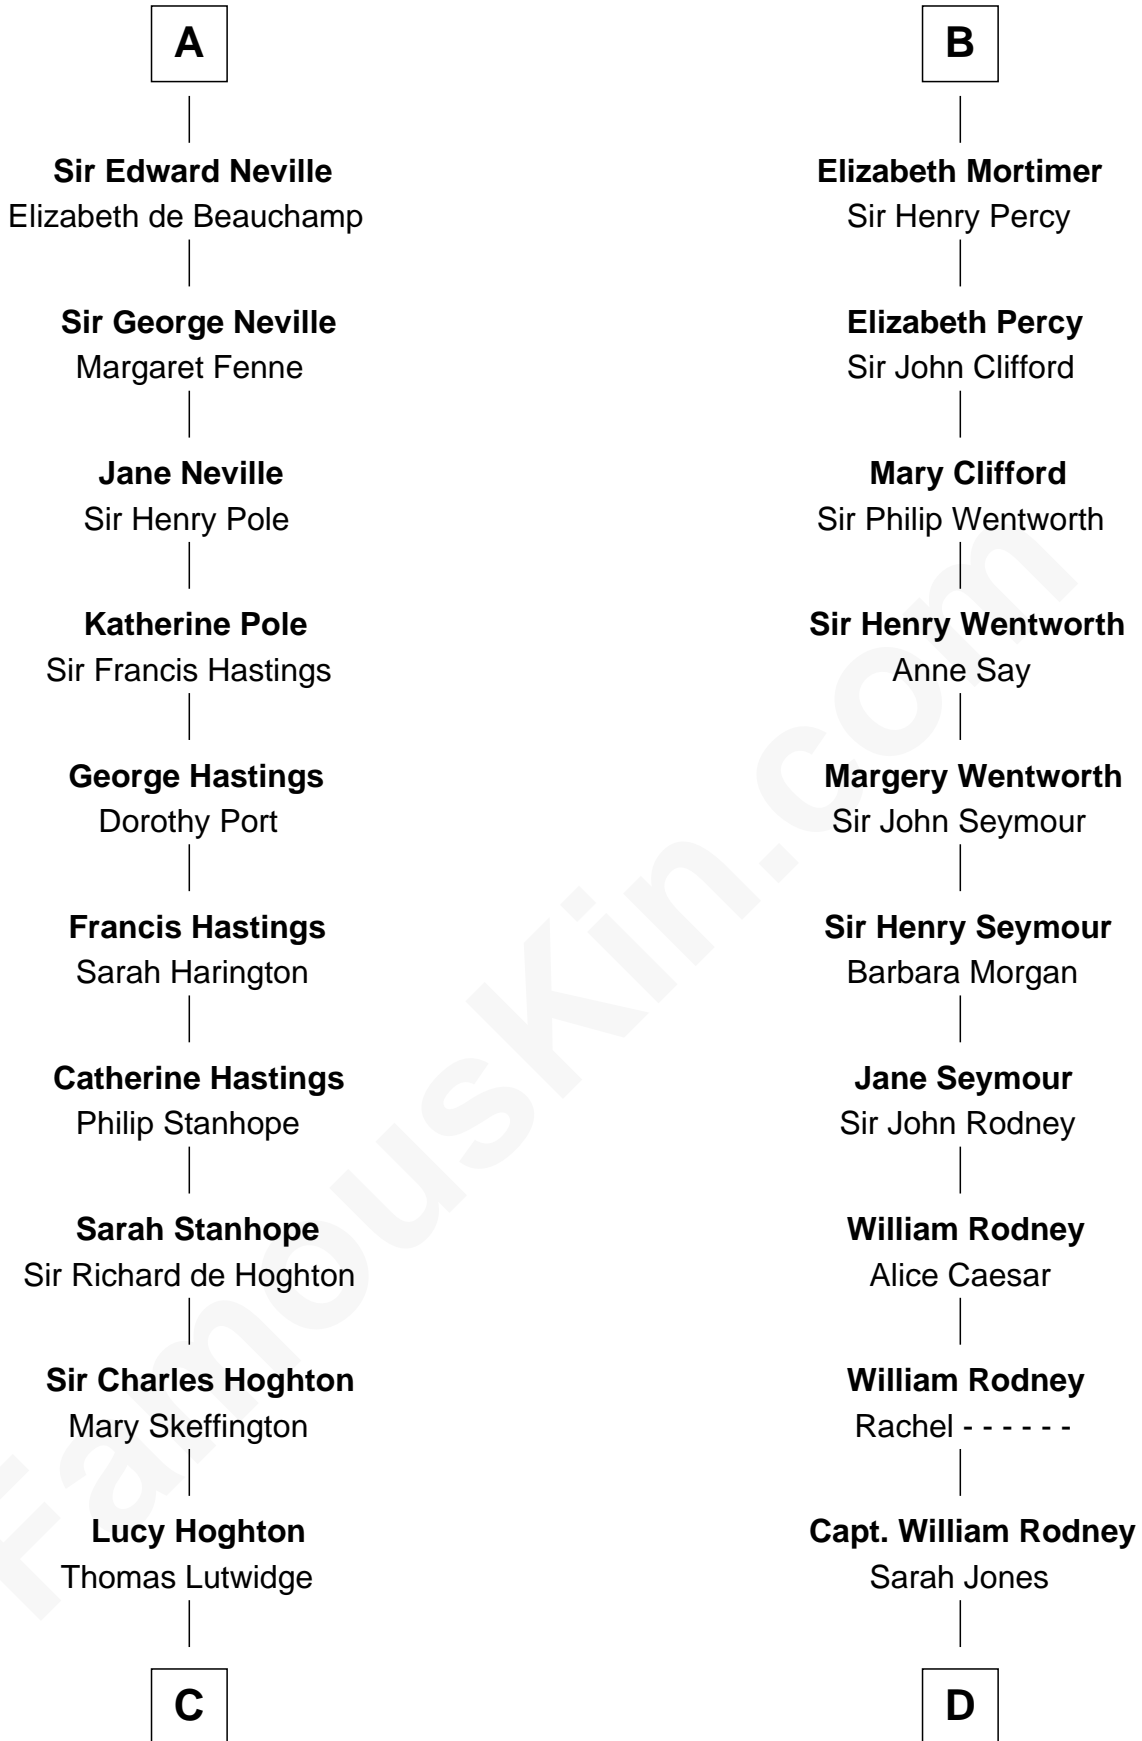 A
Sir Edward Neville
Elizabeth de Beauchamp
Sir George Neville
Margaret Fenne
Jane Neville
Sir Henry Pole
Katherine Pole
Sir Francis Hastings
George Hastings
Dorothy Port
Francis Hastings
Sarah Harington
Catherine Hastings
Philip Stanhope
Sarah Stanhope
Sir Richard de Hoghton
Sir Charles Hoghton
Mary Skeffington
Lucy Hoghton
Thomas Lutwidge
C
B
Elizabeth Mortimer
Sir Henry Percy
Elizabeth Percy
Sir John Clifford
Mary Clifford
Sir Philip Wentworth
Sir Henry Wentworth
Anne Say
Margery Wentworth
Sir John Seymour
Sir Henry Seymour
Barbara Morgan
Jane Seymour
Sir John Rodney
William Rodney
Alice Caesar
William Rodney
Rachel - - - - - -
Capt. William Rodney
Sarah Jones
D
FamousKin.com